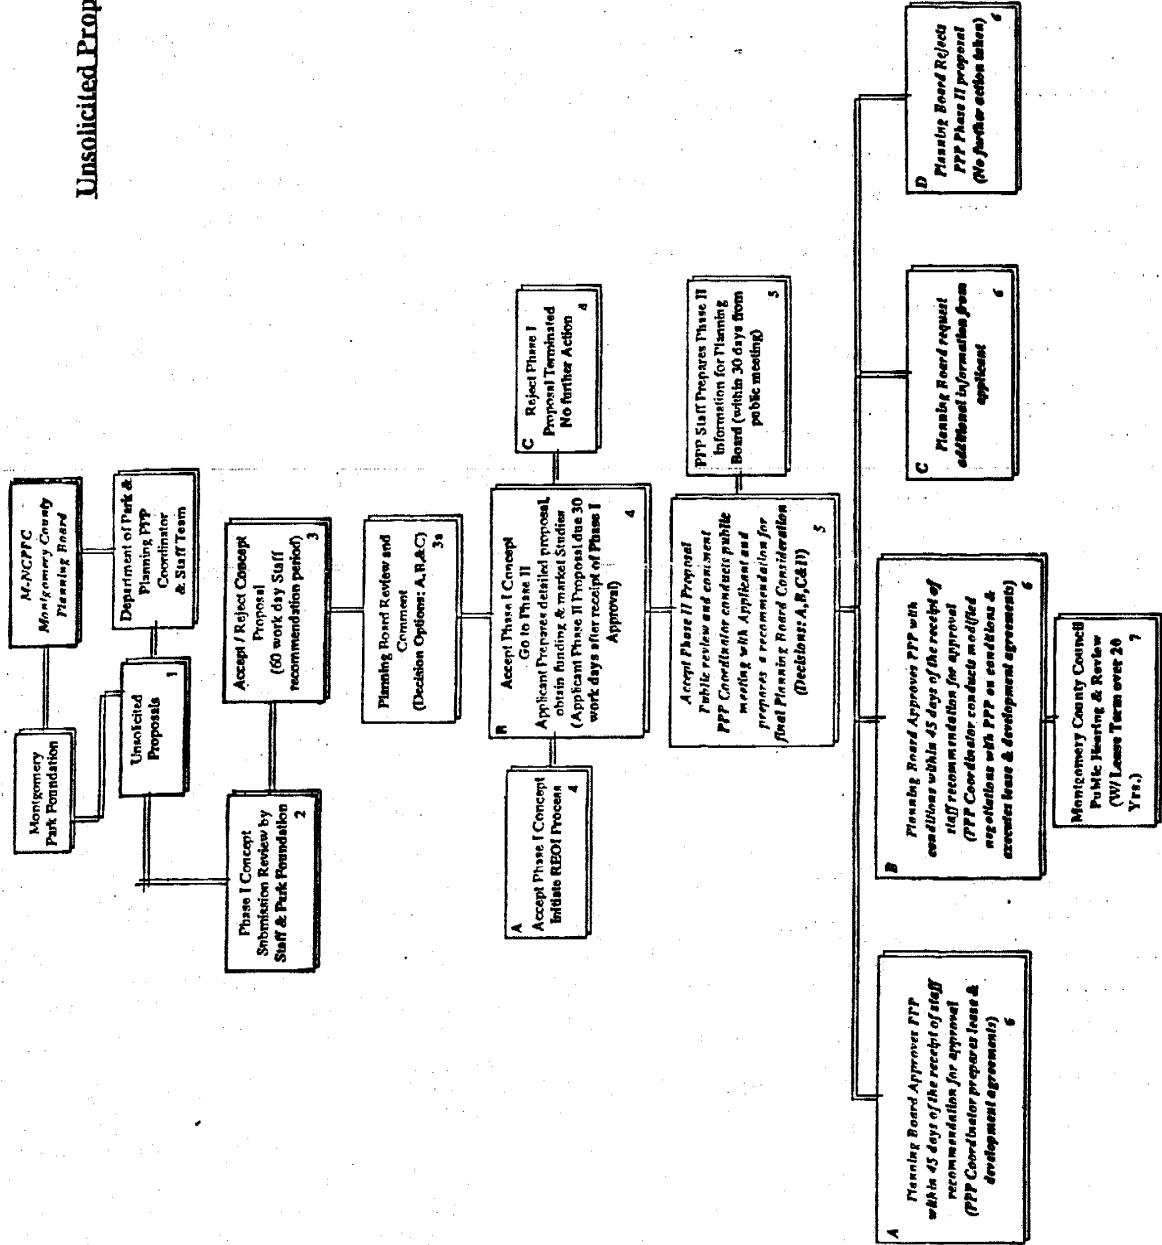 Unsolicited Prop
M-NCPPC
Montgomery County
Planning Board
Montgomery
Park Foundation
Department of Park &
Planning PPP
Coordinator
& Staff Team
Unsolicited
Proposals
1
Phase I Concept
Submission Review by
Staff & Park Foundation
2
Accept / Reject Concept
Proposal
(60 work day Staff
recommendation period)
3
Planning Board Review and
Comment
(Decision Options: A,B,&C)
3a
A
Accept Phase I Concept
Initiate REOI Process
4
B
Accept Phase I Concept
Go to Phase II
Applicant Prepares detailed proposal,
obtain funding & market Studies
(Applicant Phase II Proposal due 30
work days after receipt of Phase I
Approval)
4
C
Reject Phase I
Proposal Terminated
No further Action
4
Accept Phase II Proposal
Public review and comment
PPP Coordinator conducts public
meeting with Applicant and
prepares a recommendation for
final Planning Board Consideration
(Decisions: A,B,C&D)
5
PPP Staff Prepares Phase II
Information for Planning
Board (within 30 days from
public meeting)
5
A
Planning Board Approves PPP
within 45 days of the receipt of staff
recommendation for approval
(PPP Coordinator prepares lease &
development agreements)
6
B
Planning Board Approves PPP with
conditions within 45 days of the receipt of
staff recommendation for approval
(PPP Coordinator conducts modified
negotiations with PPP on conditions &
executes lease & development agreements)
6
C
Planning Board request
additional information from
applicant
6
D
Planning Board Rejects
PPP Phase II proposal
(No further action taken)
6
Montgomery County Council
Public Hearing & Review
(W/ Lease Term over 20
Yrs.)
7